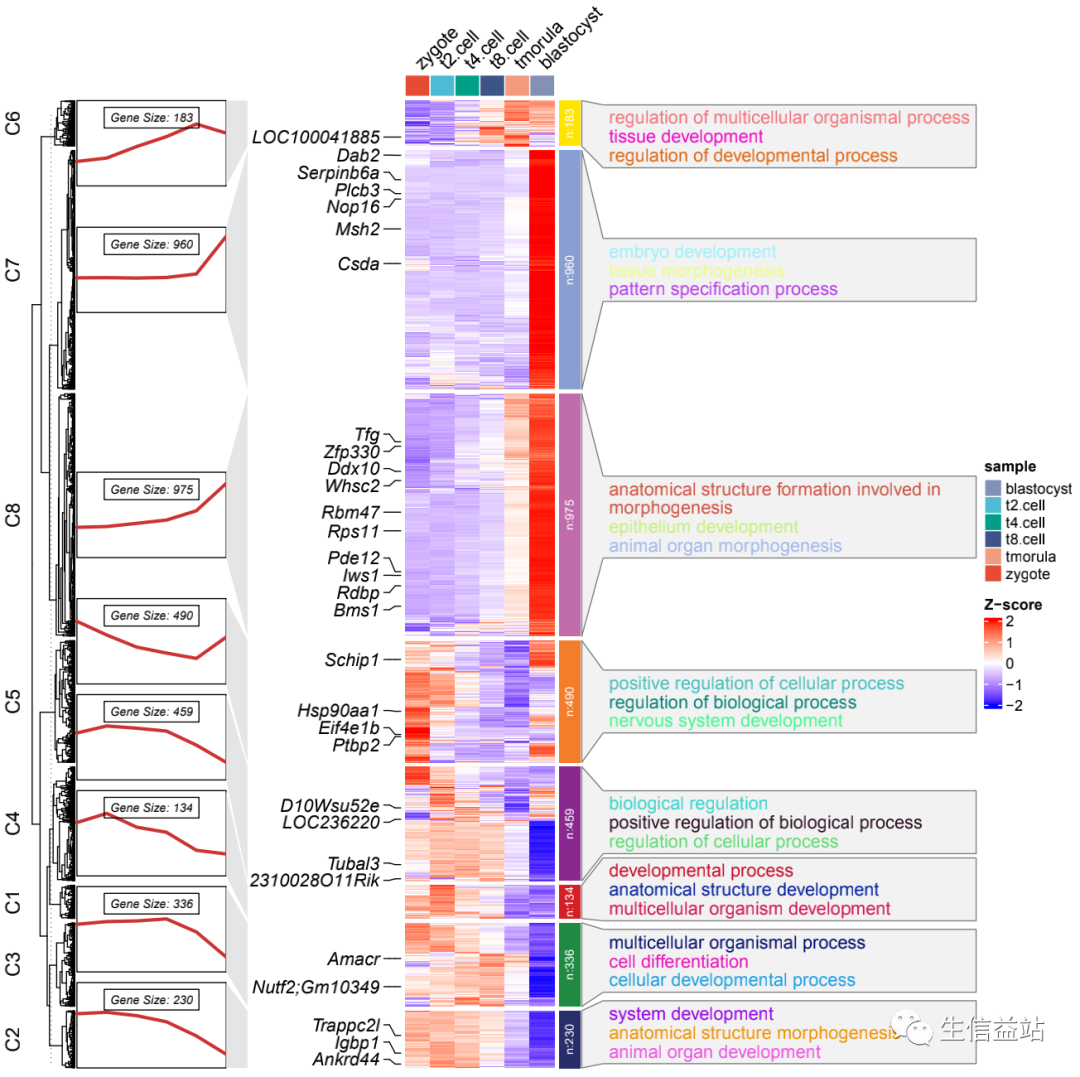 zygote
t2.cell
t4.cell
t8.cell
tmorula
blastocyst
C6
Gene Size: 183
LOC100041885
n:183
regulation of multicellular organismal process
tissue development
regulation of developmental process
C7
Gene Size: 960
Dab2
Serpinb6a
Plcb3
Nop16
Msh2
Csda
n:960
embryo development
tissue morphogenesis
pattern specification process
C8
Gene Size: 975
Tfg
Zfp330
Ddx10
Whsc2
Rbm47
Rps11
Pde12
Iws1
Rdbp
Bms1
n:975
anatomical structure formation involved in
morphogenesis
epithelium development
animal organ morphogenesis
C5
Gene Size: 490
Schip1
Hsp90aa1
Eif4e1b
Ptbp2
n:490
positive regulation of cellular process
regulation of biological process
nervous system development
C4
Gene Size: 459
D10Wsu52e
LOC236220
Tubal3
2310028O11Rik
n:459
biological regulation
positive regulation of biological process
regulation of cellular process
C1
Gene Size: 134
n:134
developmental process
anatomical structure development
multicellular organism development
C3
Gene Size: 336
Amacr
Nutf2;Gm10349
n:336
multicellular organismal process
cell differentiation
cellular developmental process
C2
Gene Size: 230
Trappc2l
Igbp1
Ankrd44
n:230
system development
anatomical structure morphogenesis
animal organ development
sample
blastocyst
t2.cell
t4.cell
t8.cell
tmorula
zygote
Z−score
2
1
0
−1
−2
生信益站